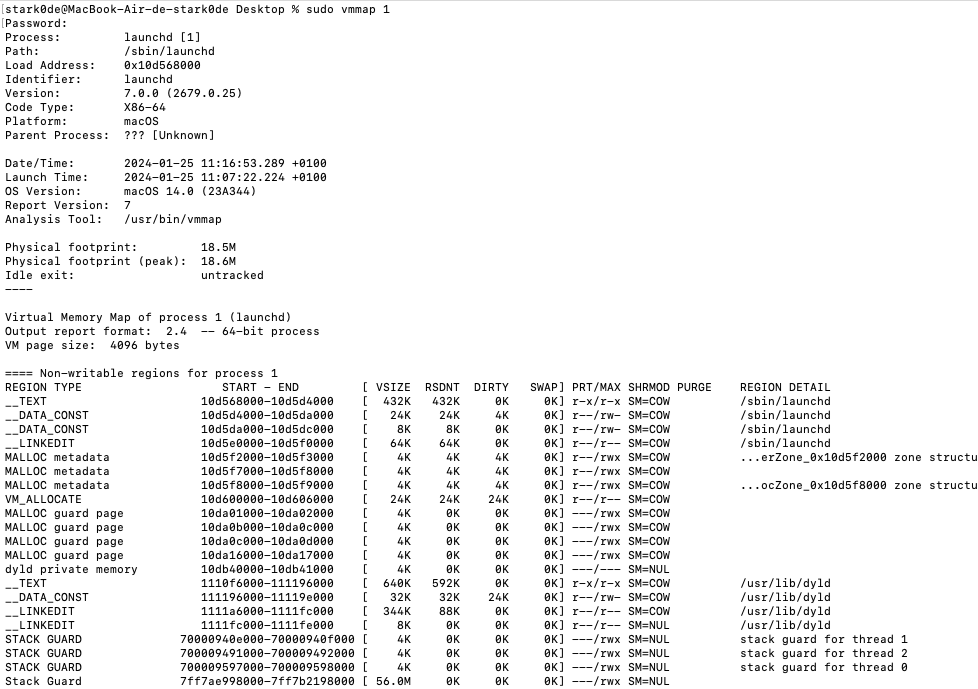 [stark0de@MacBook-Air-de-stark0de Desktop % sudo vmmap 1
[Password:
Process:         launchd [1]
Path:            /sbin/launchd
Load Address:    0x10d568000
Identifier:      launchd
Version:         7.0.0 (2679.0.25)
Code Type:       X86-64
Platform:        macOS
Parent Process:  ??? [Unknown]
Date/Time:       2024-01-25 11:16:53.289 +0100
Launch Time:     2024-01-25 11:07:22.224 +0100
OS Version:      macOS 14.0 (23A344)
Report Version:  7
Analysis Tool:   /usr/bin/vmmap
Physical footprint:         18.5M
Physical footprint (peak):  18.6M
Idle exit:                  untracked
----
Virtual Memory Map of process 1 (launchd)
Output report format:  2.4  -- 64-bit process
VM page size:  4096 bytes
==== Non-writable regions for process 1
REGION TYPE                    START - END         [ VSIZE  RSDNT  DIRTY   SWAP] PRT/MAX SHRMOD PURGE    REGION DETAIL
__TEXT                      10d568000-10d5d4000    [  432K   432K     0K     0K] r-x/r-x SM=COW          /sbin/launchd
__DATA_CONST                10d5d4000-10d5da000    [   24K    24K     4K     0K] r--/rw- SM=COW          /sbin/launchd
__DATA_CONST                10d5da000-10d5dc000    [    8K     8K     0K     0K] r--/rw- SM=COW          /sbin/launchd
__LINKEDIT                  10d5e0000-10d5f0000    [   64K    64K     0K     0K] r--/r-- SM=COW          /sbin/launchd
MALLOC metadata             10d5f2000-10d5f3000    [    4K     4K     4K     0K] r--/rwx SM=COW          ...erZone_0x10d5f2000 zone structu
MALLOC metadata             10d5f7000-10d5f8000    [    4K     4K     4K     0K] r--/rwx SM=COW
MALLOC metadata             10d5f8000-10d5f9000    [    4K     4K     4K     0K] r--/rwx SM=COW          ...ocZone_0x10d5f8000 zone structu
VM_ALLOCATE                 10d600000-10d606000    [   24K    24K    24K     0K] r--/r-- SM=COW
MALLOC guard page           10da01000-10da02000    [    4K     0K     0K     0K] ---/rwx SM=COW
MALLOC guard page           10da0b000-10da0c000    [    4K     0K     0K     0K] ---/rwx SM=COW
MALLOC guard page           10da0c000-10da0d000    [    4K     0K     0K     0K] ---/rwx SM=COW
MALLOC guard page           10da16000-10da17000    [    4K     0K     0K     0K] ---/rwx SM=COW
dyld private memory         10db40000-10db41000    [    4K     0K     0K     0K] ---/--- SM=NUL
__TEXT                      1110f6000-111196000    [  640K   592K     0K     0K] r-x/r-x SM=COW          /usr/lib/dyld
__DATA_CONST                111196000-11119e000    [   32K    32K    24K     0K] r--/rw- SM=COW          /usr/lib/dyld
__LINKEDIT                  1111a6000-1111fc000    [  344K    88K     0K     0K] r--/r-- SM=COW          /usr/lib/dyld
__LINKEDIT                  1111fc000-1111fe000    [    8K     0K     0K     0K] r--/r-- SM=NUL          /usr/lib/dyld
STACK GUARD              70000940e000-70000940f000 [    4K     0K     0K     0K] ---/rwx SM=NUL          stack guard for thread 1
STACK GUARD              700009491000-700009492000 [    4K     0K     0K     0K] ---/rwx SM=NUL          stack guard for thread 2
STACK GUARD              700009597000-700009598000 [    4K     0K     0K     0K] ---/rwx SM=NUL          stack guard for thread 0
Stack Guard              7ff7ae998000-7ff7b2198000 [ 56.0M     0K     0K     0K] ---/rwx SM=NUL